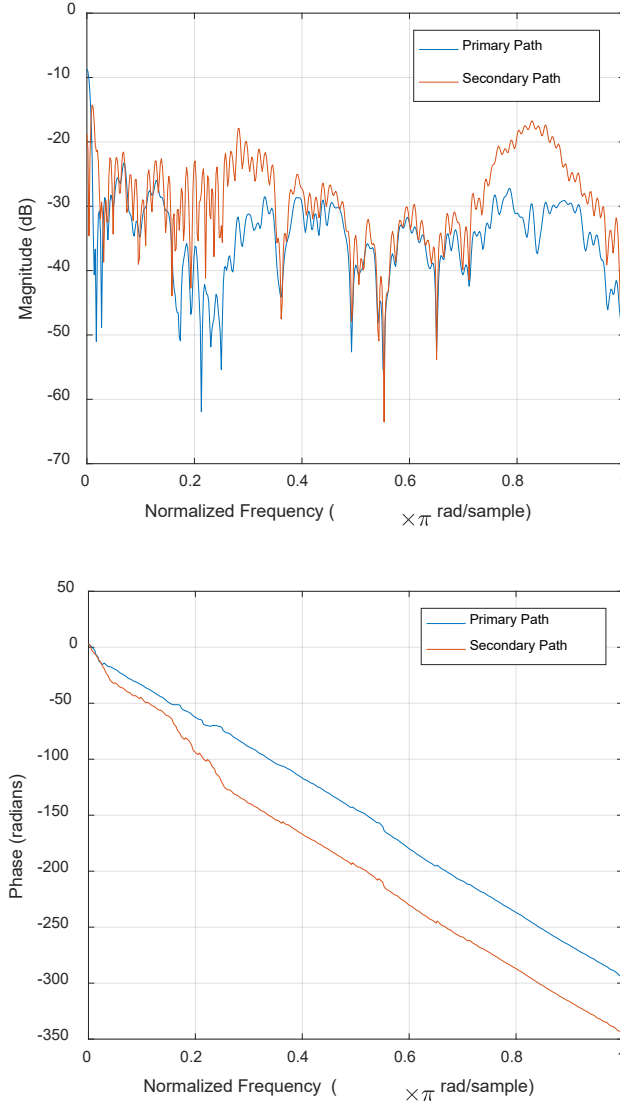 0
-10
-20
-30
-40
-50
-60
-70
Magnitude (dB)
Primary Path
Secondary Path
0 0.2 0.4 0.6 0.8 1
Normalized Frequency ( ×π rad/sample)
50
0
-50
-100
-150
-200
-250
-300
-350
Phase (radians)
Primary Path
Secondary Path
0 0.2 0.4 0.6 0.8 1
Normalized Frequency ( ×π rad/sample)